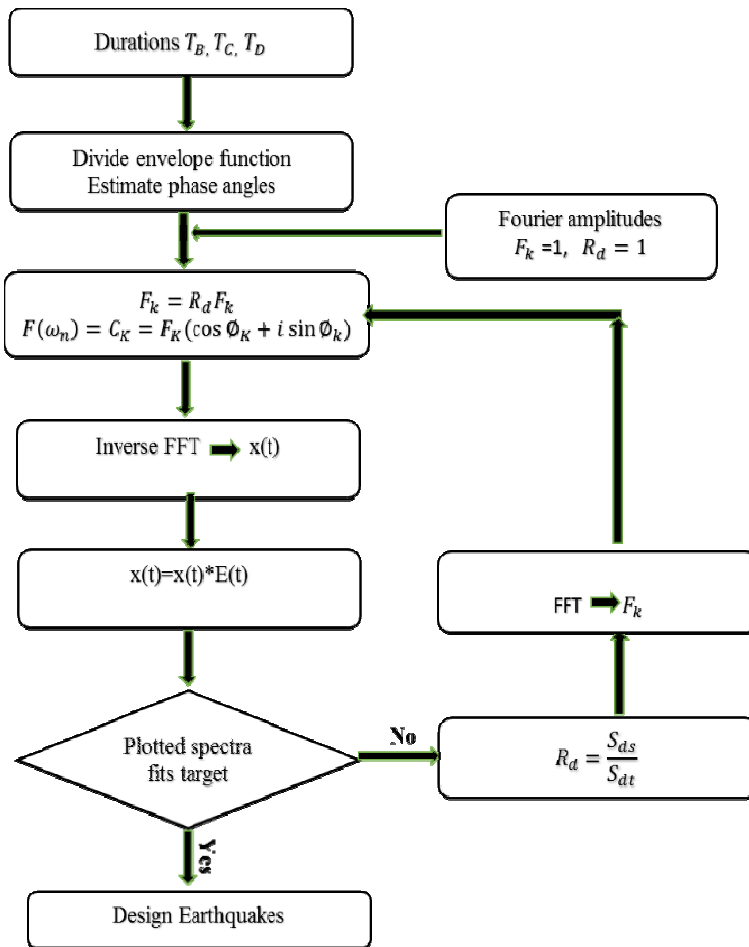 Durations T_B, T_C, T_D
Divide envelope function
Estimate phase angles
Fourier amplitudes
F_k =1, R_d = 1
F_k = R_d F_k
F(ω_n) = C_K = F_K(cos Ø_K + i sin Ø_k)
Inverse FFT ➡ x(t)
x(t)=x(t)*E(t)
Plotted spectra
fits target
No
R_d = S_ds / S_dt
FFT ➡ F_k
Yes
Design Earthquakes